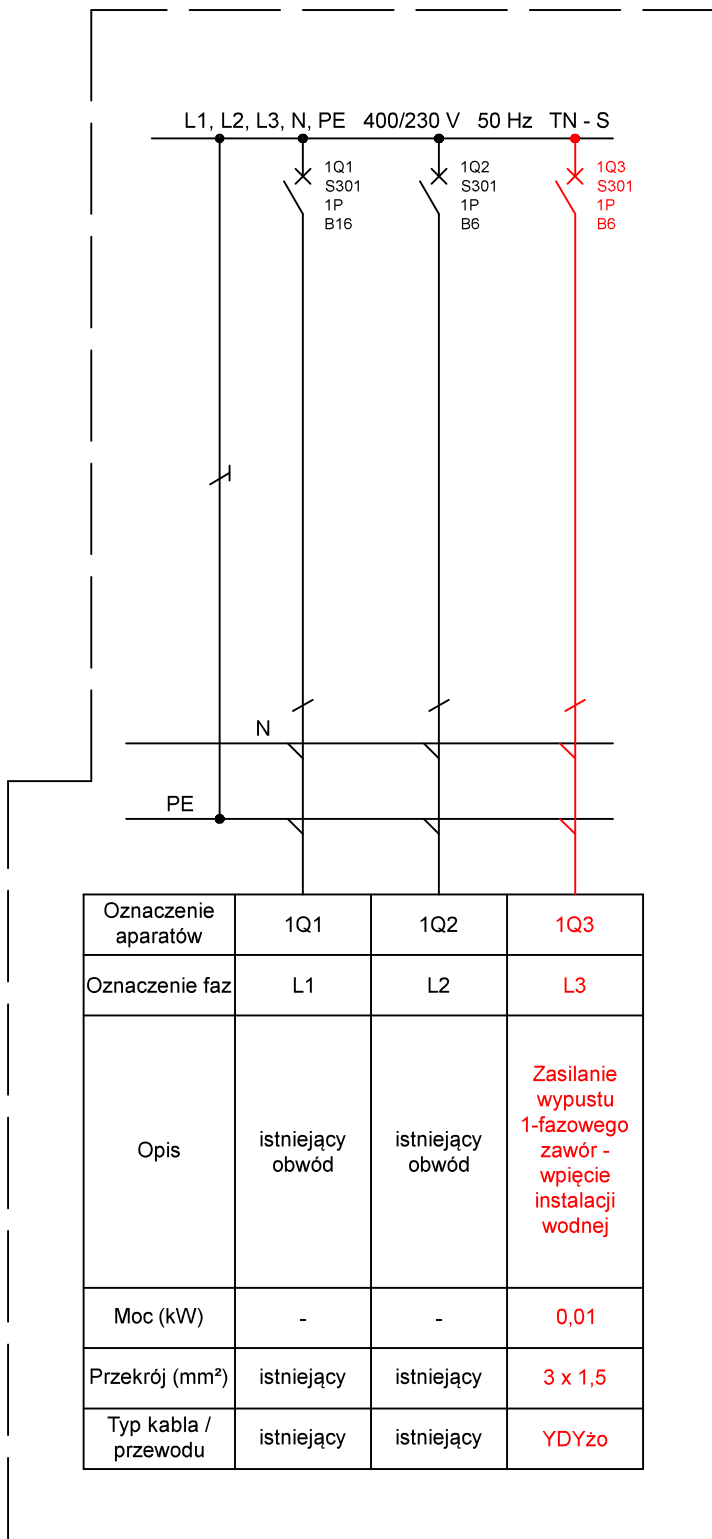 L1, L2, L3, N, PE 400/230 V 50 Hz TN - S
1Q1
S301
1P
B16
1Q2
S301
1P
B6
1Q3
S301
1P
B6
N
PE
Oznaczenie
aparatów
1Q1
1Q2
1Q3
Oznaczenie faz
L1
L2
L3
Opis
istniejący
obwód
istniejący
obwód
Zasilanie
wypustu
1-fazowego
zawór -
wpięcie
instalacji
wodnej
Moc (kW)
-
-
0,01
Przekrój (mm²)
istniejący
istniejący
3 x 1,5
Typ kabla /
przewodu
istniejący
istniejący
YDYżo